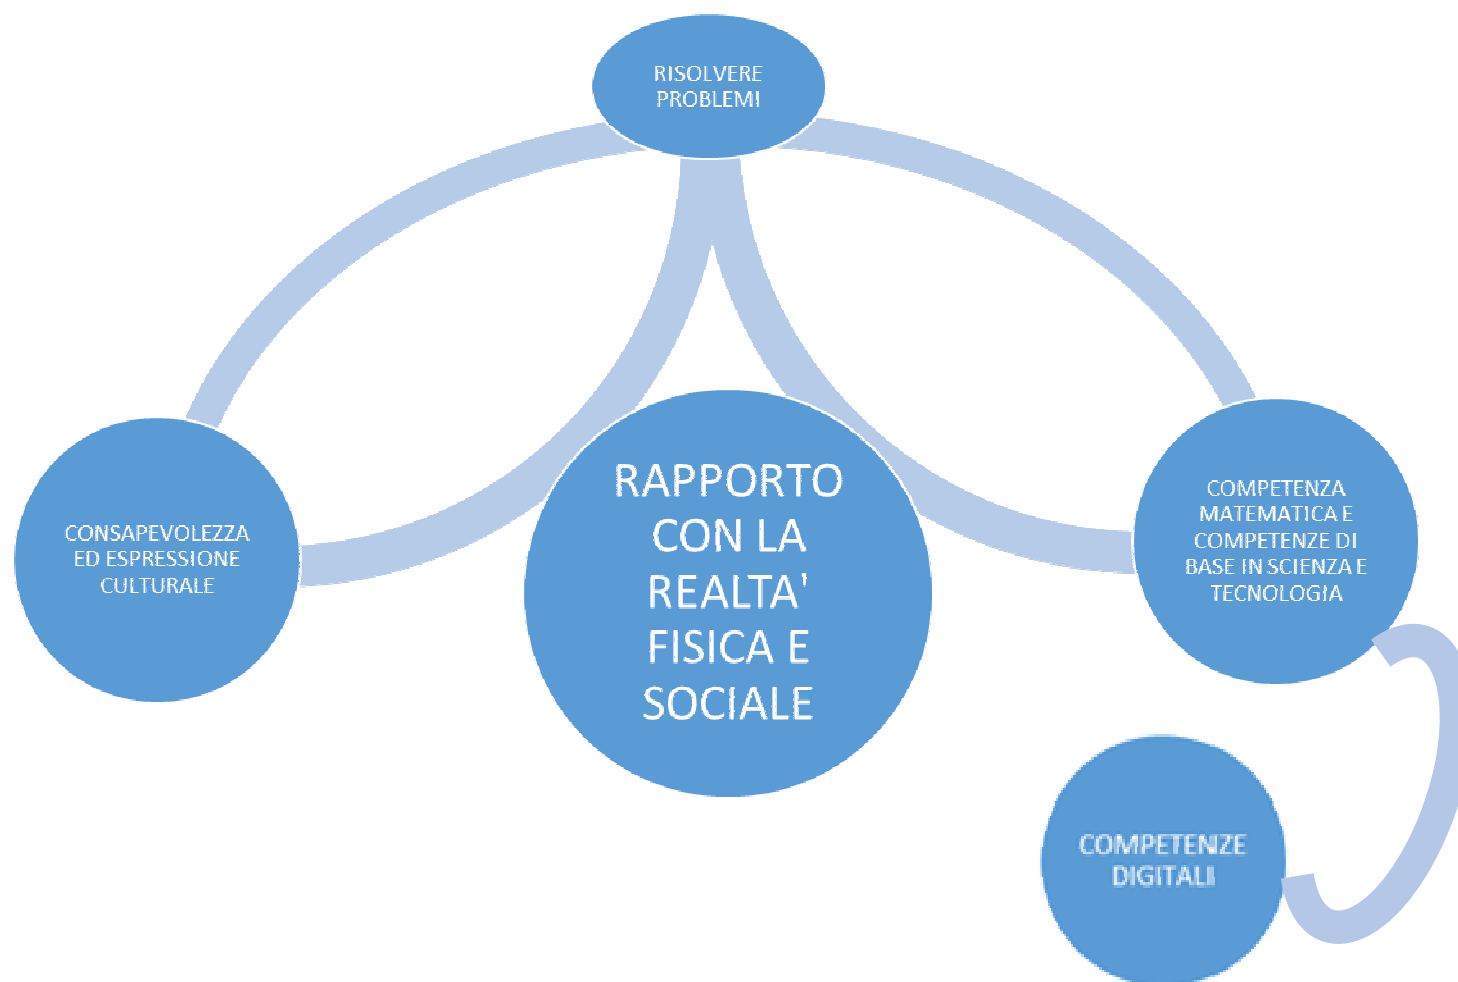 RISOLVERE
PROBLEMI
CONSAPEVOLEZZA
ED ESPRESSIONE
CULTURALE
RAPPORTO
CON LA
REALTA'
FISICA E
SOCIALE
COMPETENZA
MATEMATICA E
COMPETENZE DI
BASE IN SCIENZA E
TECNOLOGIA
COMPETENZE
DIGITALI